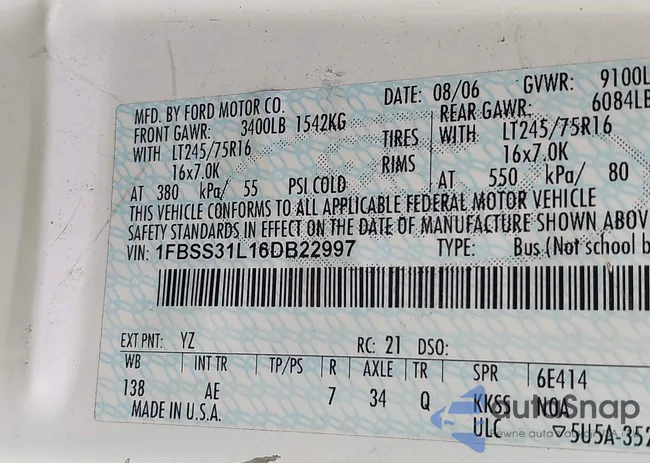 MFD. BY FORD MOTOR CO.
DATE: 08/06 GVWR: 9100L
FRONT GAWR: 3400LB 1542KG
REAR GAWR: 6084LB
WITH LT245/75R16 TIRES WITH LT245/75R16
16x7.0K RIMS 16x7.0K
AT 380 kPa/ 55 PSI COLD AT 550 kPa/ 80
THIS VEHICLE CONFORMS TO ALL APPLICABLE FEDERAL MOTOR VEHICLE
SAFETY STANDARDS IN EFFECT ON THE DATE OF MANUFACTURE SHOWN ABOV
VIN: 1FBSS31L16DB22997 TYPE: Bus (Not school b
EXT PNT: YZ RC: 21 DSO:
WB INT TR TP/PS R AXLE TR SPR 6E414
138 AE 7 34 Q KKSS NOA
MADE IN U.S.A. ULC ▽5U5A-352
AutoSnap